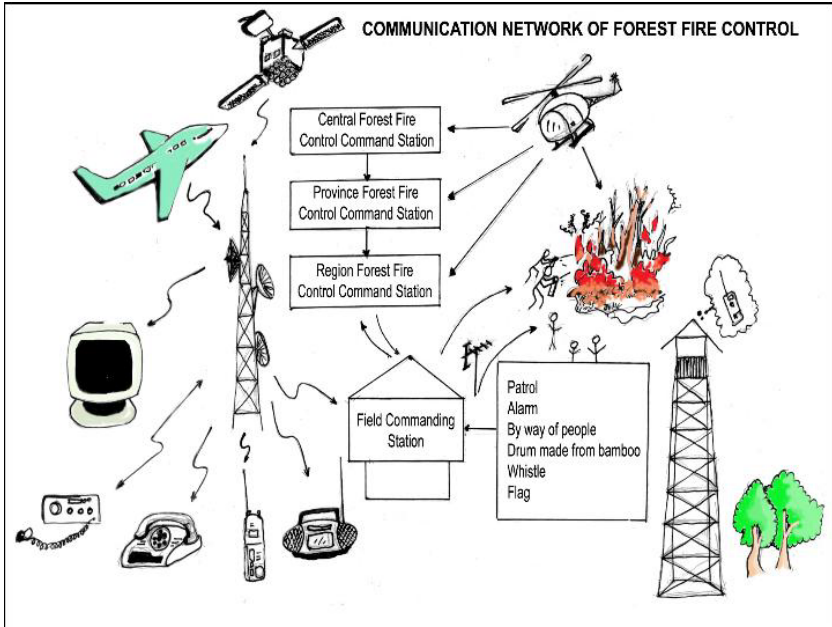 COMMUNICATION NETWORK OF FOREST FIRE CONTROL
Central Forest Fire
Control Command Station
Province Forest Fire
Control Command Station
Region Forest Fire
Control Command Station
Field Commanding
Station
Patrol
Alarm
By way of people
Drum made from bamboo
Whistle
Flag